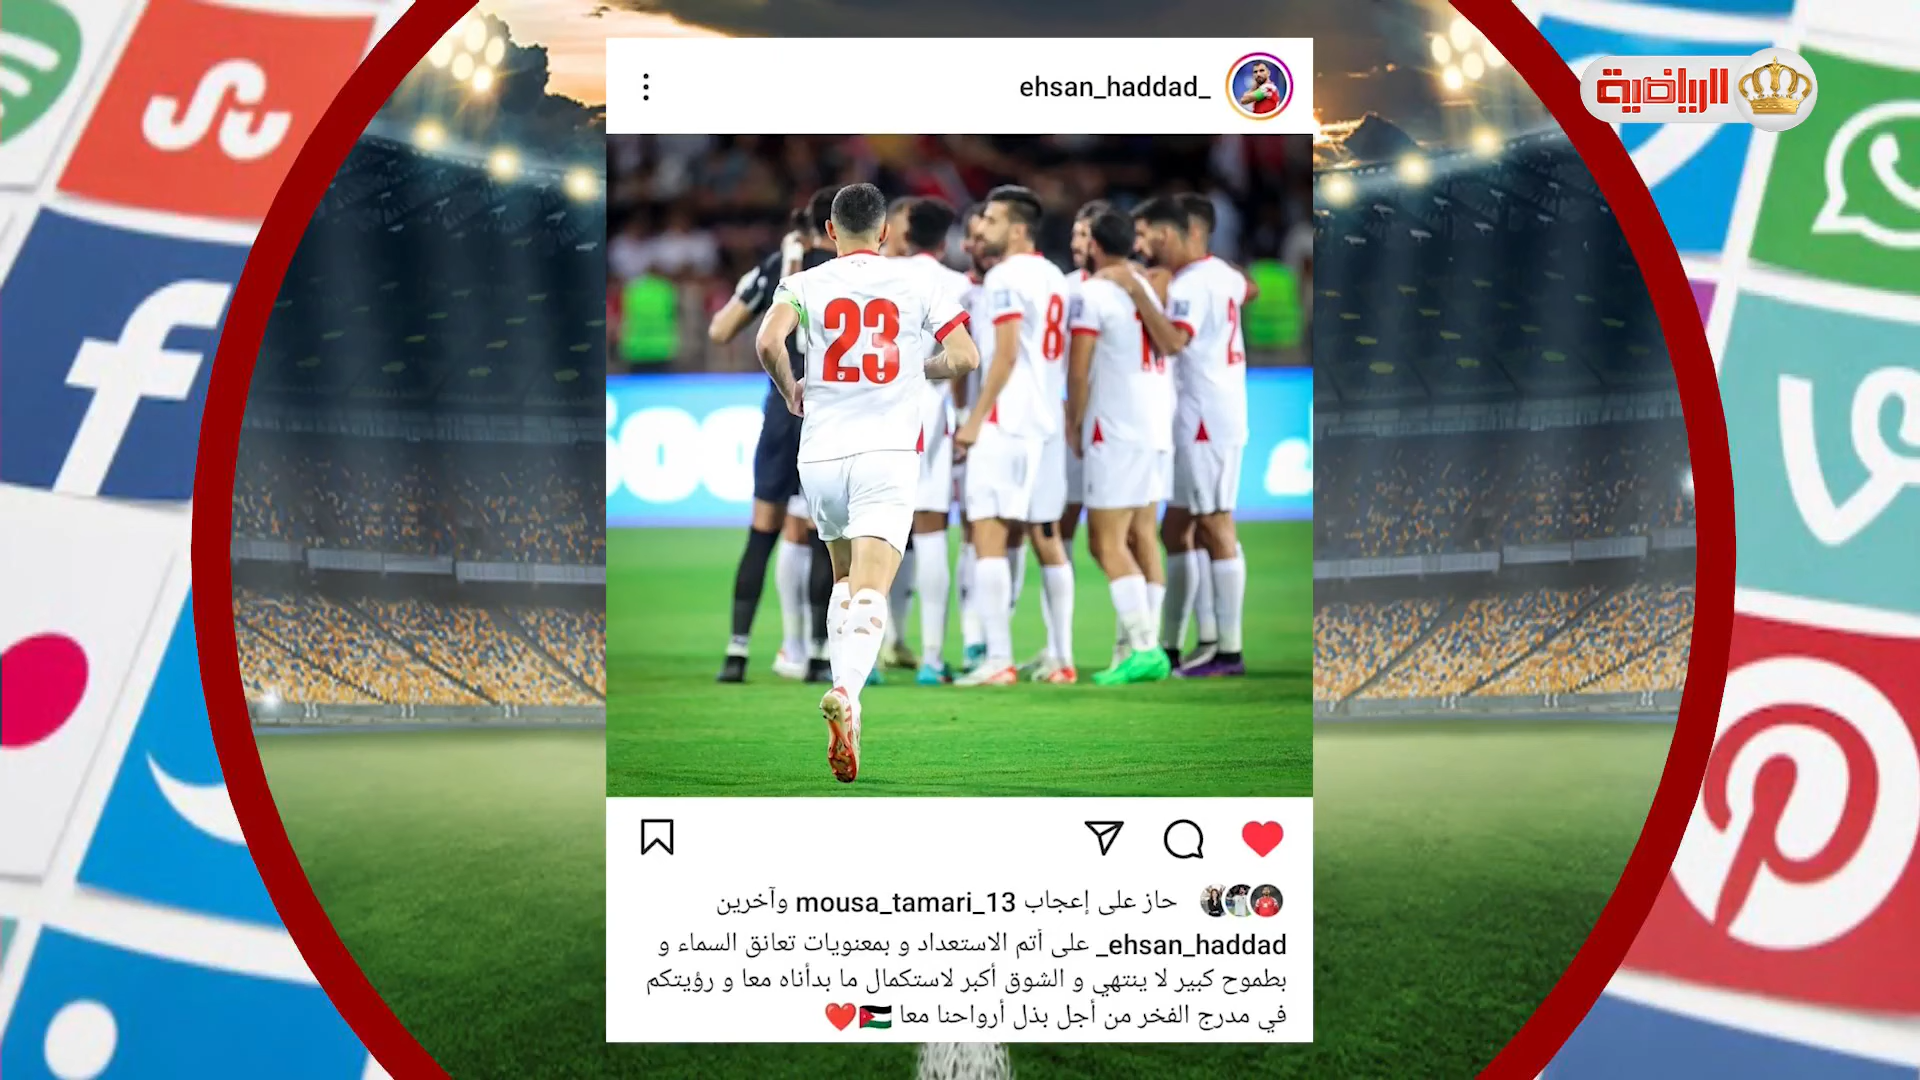 الرياضية
ehsan_haddad_
23
8
2
حاز على إعجاب mousa_tamari_13 وآخرين
ehsan_haddad_ على أتم الاستعداد و بمعنويات تعانق السماء و
بطموح كبير لا ينتهي و الشوق أكبر لاستكمال ما بدأناه معا و رؤيتكم
في مدرج الفخر من أجل بذل أرواحنا معا 🇯🇴❤️